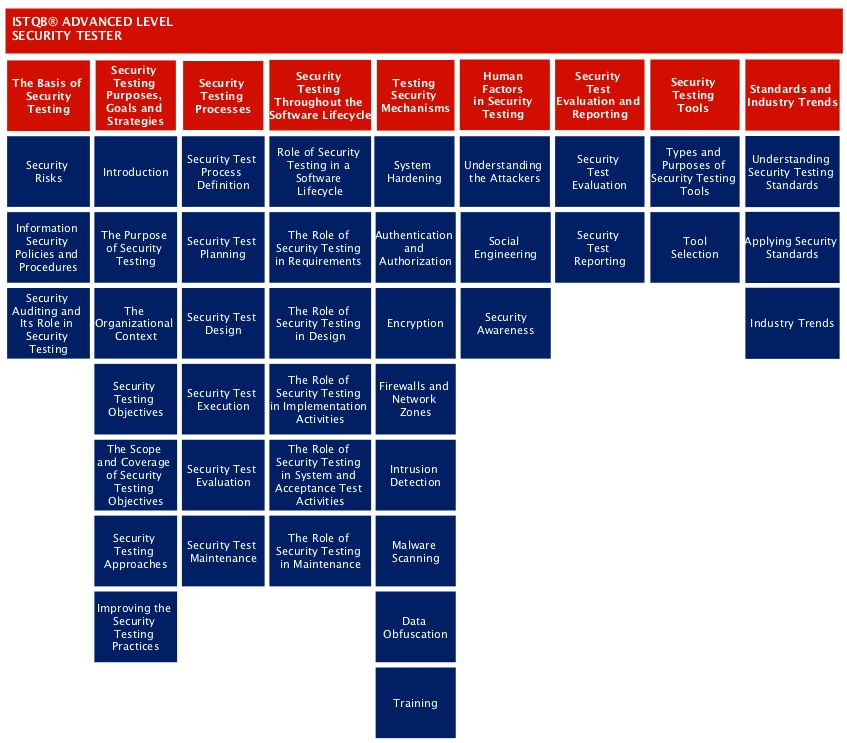 ISTQB® ADVANCED LEVEL
SECURITY TESTER
The Basis of
Security
Testing
Security
Testing
Purposes,
Goals and
Strategies
Security
Testing
Processes
Security
Testing
Throughout the
Software Lifecycle
Testing
Security
Mechanisms
Human
Factors
in Security
Testing
Security
Test
Evaluation and
Reporting
Security
Testing
Tools
Standards and
Industry Trends
Security
Risks
Introduction
Security Test
Process
Definition
Role of Security
Testing in a
Software
Lifecycle
System
Hardening
Understanding
the Attackers
Security
Test
Evaluation
Types and
Purposes of
Security Testing
Tools
Understanding
Security Testing
Standards
Information
Security
Policies and
Procedures
The Purpose
of Security
Testing
Security Test
Planning
The Role of
Security Testing
in Requirements
Authentication
and
Authorization
Social
Engineering
Security
Test
Reporting
Tool
Selection
Applying Security
Standards
Security
Auditing and
Its Role in
Security
Testing
The
Organizational
Context
Security Test
Design
The Role of
Security Testing
in Design
Encryption
Security
Awareness
Industry Trends
Security
Testing
Objectives
Security Test
Execution
The Role of
Security Testing
in Implementation
Activities
Firewalls and
Network
Zones
The Scope
and Coverage
of Security
Testing
Objectives
Security Test
Evaluation
The Role of
Security Testing
in System and
Acceptance Test
Activities
Intrusion
Detection
Security
Testing
Approaches
Security Test
Maintenance
The Role of
Security Testing
in Maintenance
Malware
Scanning
Improving the
Security
Testing
Practices
Data
Obfuscation
Training